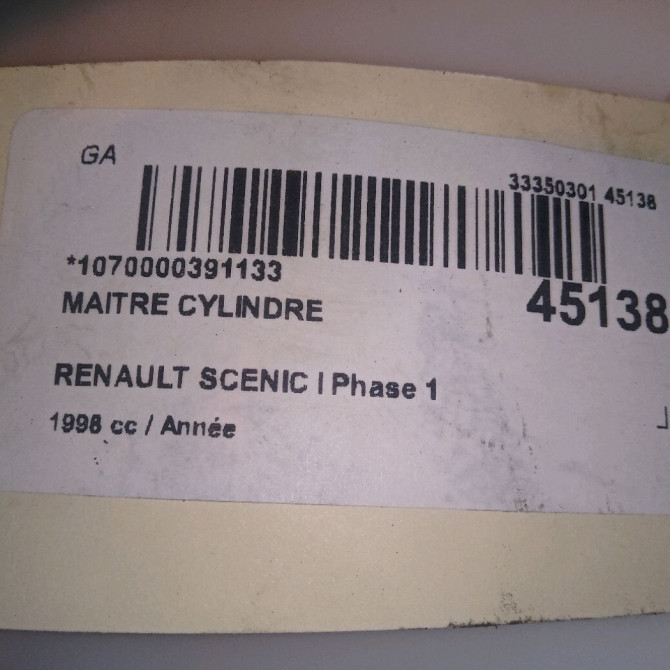 GA
33350301 45138
*1070000391133
45138
MAITRE CYLINDRE
RENAULT SCENIC I Phase 1
1998 cc / Année